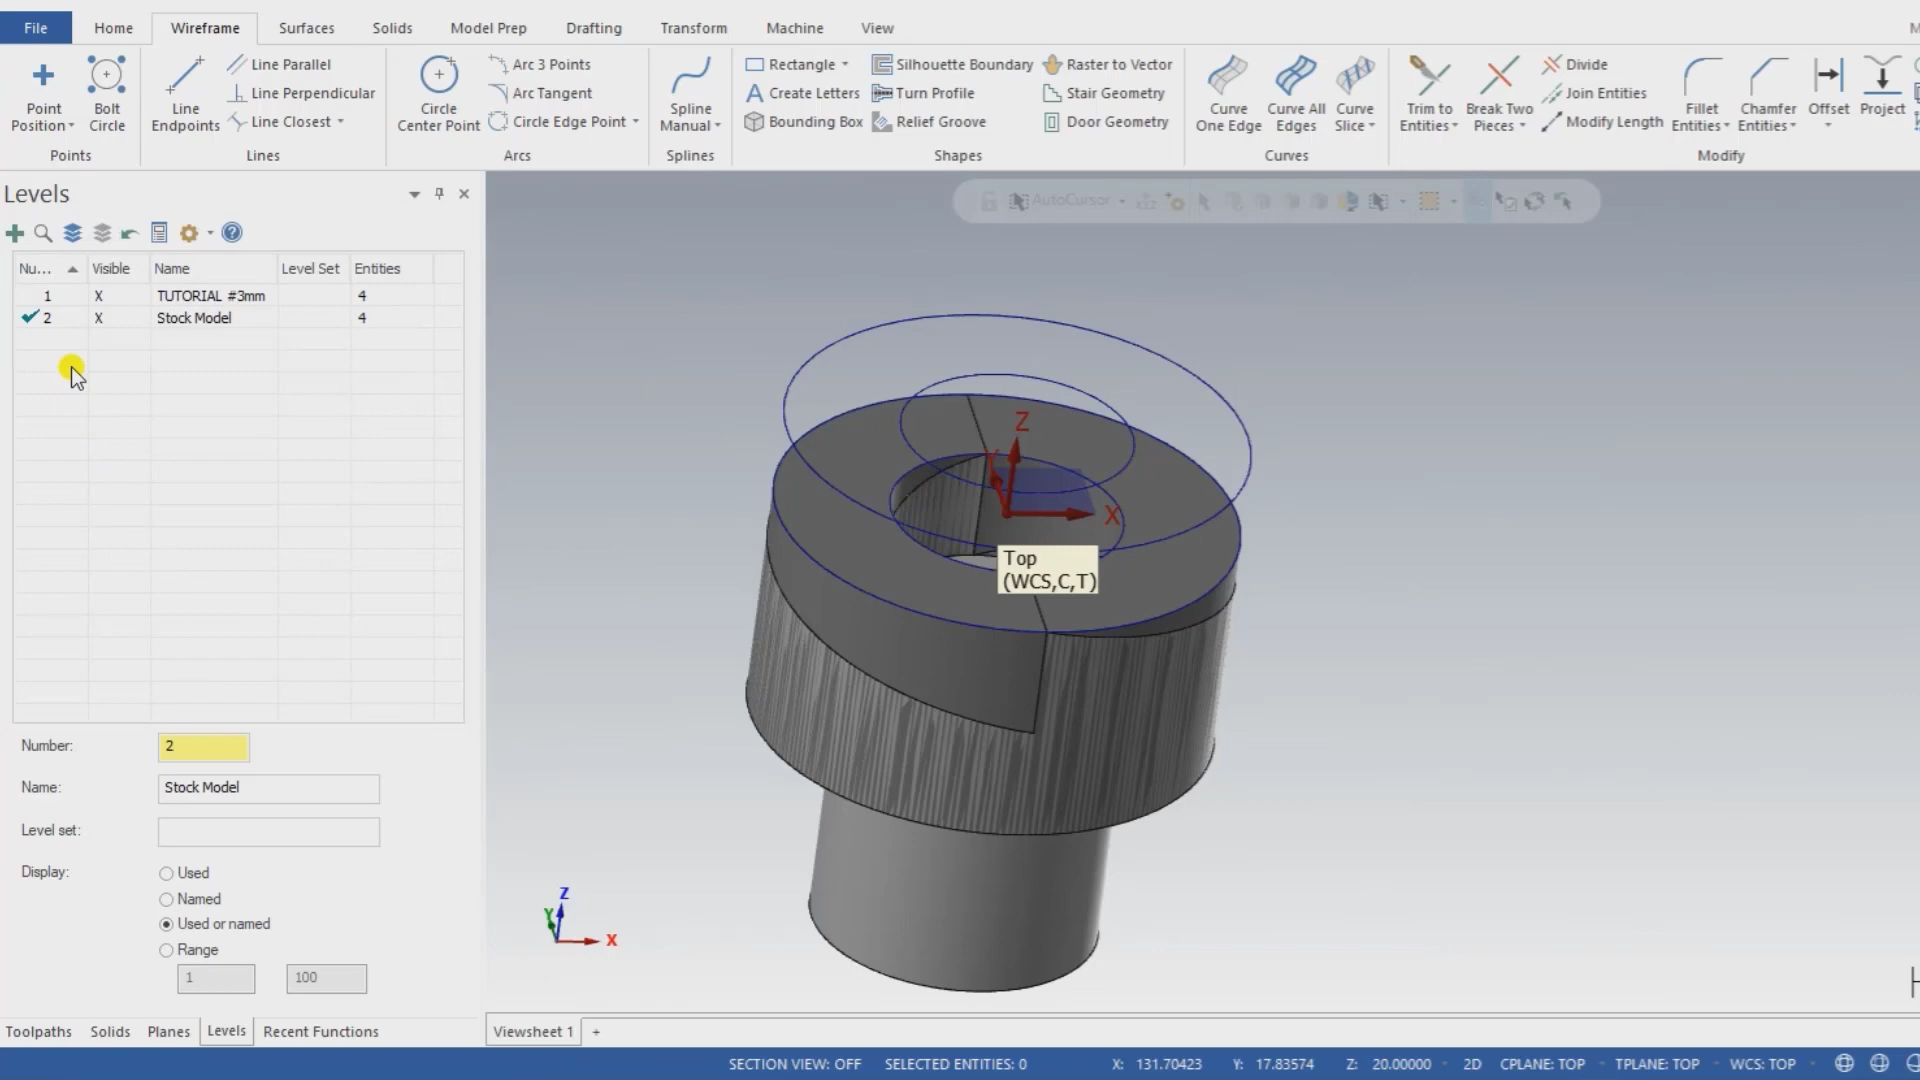 File Home Wireframe Surfaces Solids Model Prep Drafting Transform Machine View
Point Position
Bolt Circle
Points
Line Endpoints
Line Parallel
Line Perpendicular
Line Closest
Lines
Circle Center Point
Arc 3 Points
Arc Tangent
Circle Edge Point
Arcs
Spline Manual
Splines
Rectangle
Create Letters
Bounding Box
Silhouette Boundary
Turn Profile
Relief Groove
Raster to Vector
Stair Geometry
Door Geometry
Shapes
Curve One Edge
Curve All Edges
Curve Slice
Curves
Trim to Entities
Break Two Pieces
Divide
Join Entities
Modify Length
Fillet Entities
Chamfer Entities
Offset
Project
Modify
Levels
Nu... Visible Name Level Set Entities
1 X TUTORIAL #3mm 4
2 X Stock Model 4
Number: 2
Name: Stock Model
Level set:
Display:
Used
Named
Used or named
Range
1 100
Toolpaths Solids Planes Levels Recent Functions
AutoCursor
Z
Y
X
Top
(WCS,C,T)
Z
Y
X
Viewsheet 1 +
SECTION VIEW: OFF SELECTED ENTITIES: 0 X: 131.70423 Y: 17.83574 Z: 20.00000 2D CPLANE: TOP TPLANE: TOP WCS: TOP